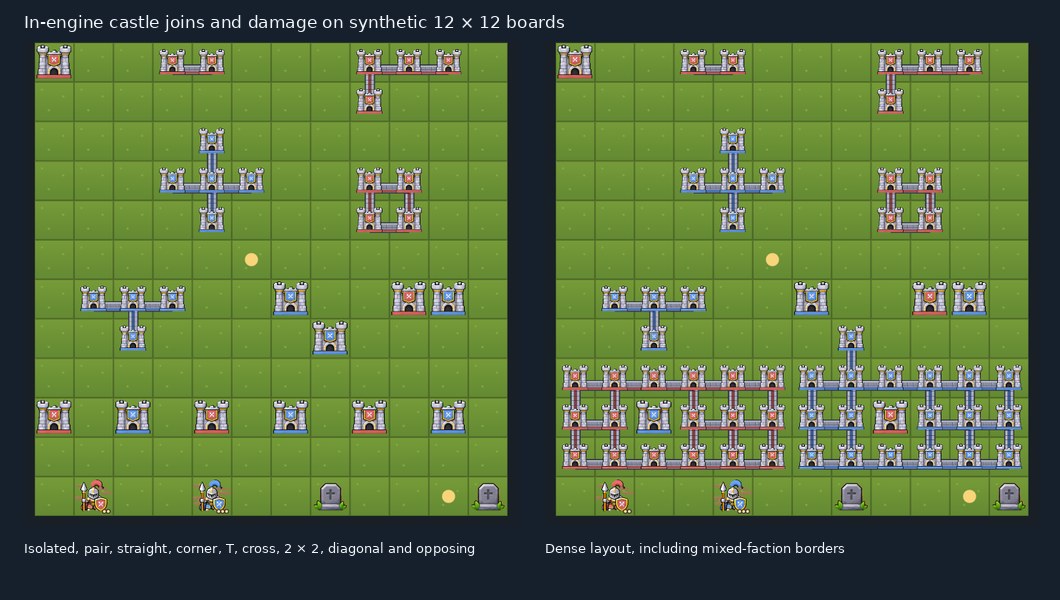 In-engine castle joins and damage on synthetic 12 × 12 boards
Isolated, pair, straight, corner, T, cross, 2 × 2, diagonal and opposing
Dense layout, including mixed-faction borders